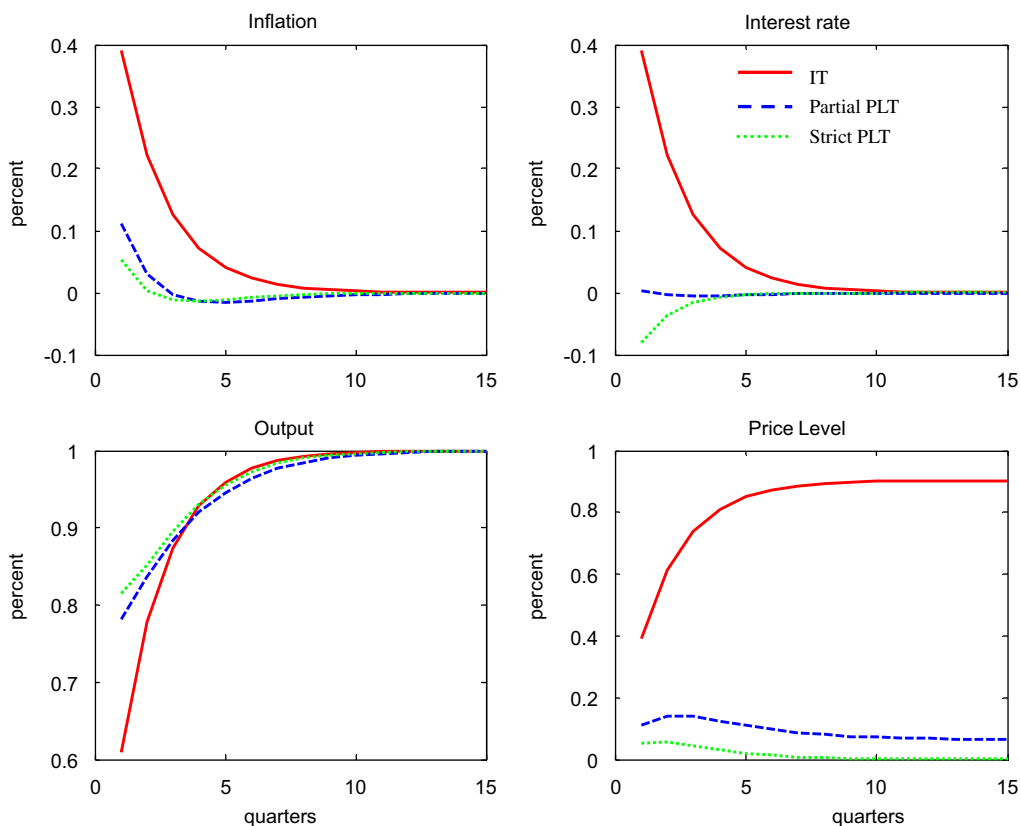 Inflation
percent
0.4
0.3
0.2
0.1
0
-0.1
0 5 10 15
Interest rate
percent
0.4
0.3
0.2
0.1
0
-0.1
0 5 10 15
IT
Partial PLT
Strict PLT
Output
percent
1
0.9
0.8
0.7
0.6
0 5 10 15
quarters
Price Level
percent
1
0.8
0.6
0.4
0.2
0
0 5 10 15
quarters